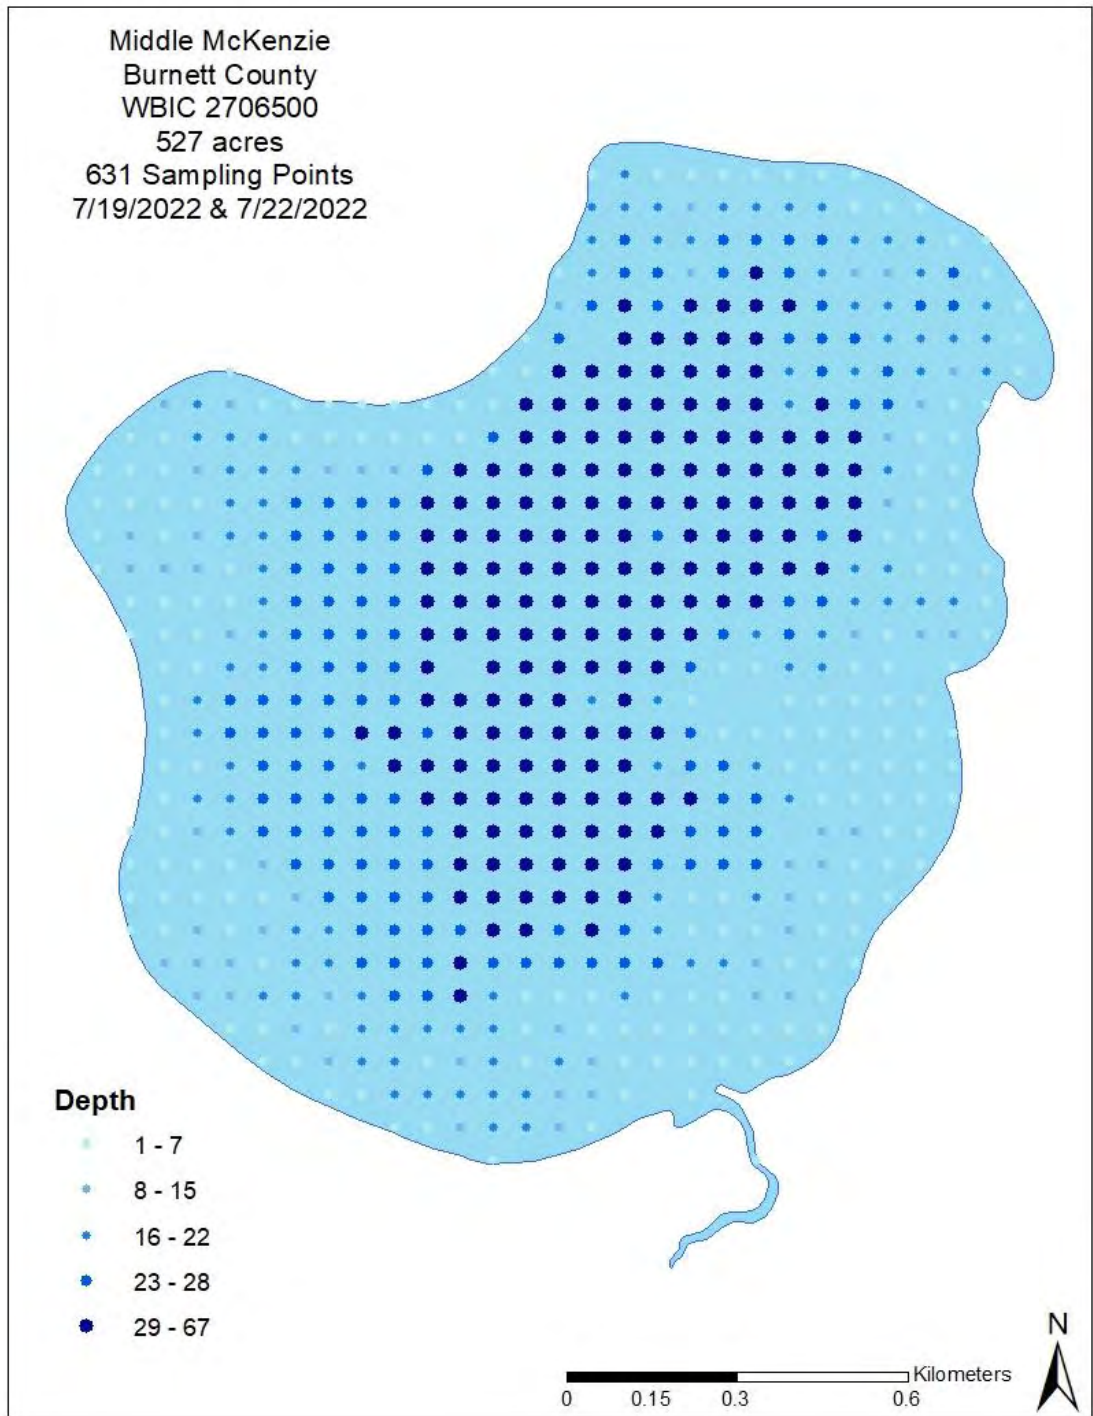 Middle McKenzie
Burnett County
WBIC 2706500
527 acres
631 Sampling Points
7/19/2022 & 7/22/2022
Depth
1 - 7
8 - 15
16 - 22
23 - 28
29 - 67
N
Kilometers
0 0.15 0.3 0.6